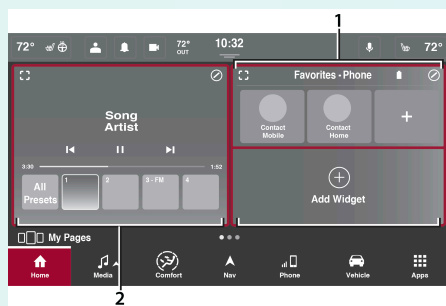 1
72°
72°
OUT
10:32
72°
Song
Artist
3:30
1:52
All
Presets
1
2
3 - FM
4
Favorites • Phone
Contact
Mobile
Contact
Home
+
Add Widget
My Pages
Home
Media
Comfort
Nav
Phone
Vehicle
Apps
2